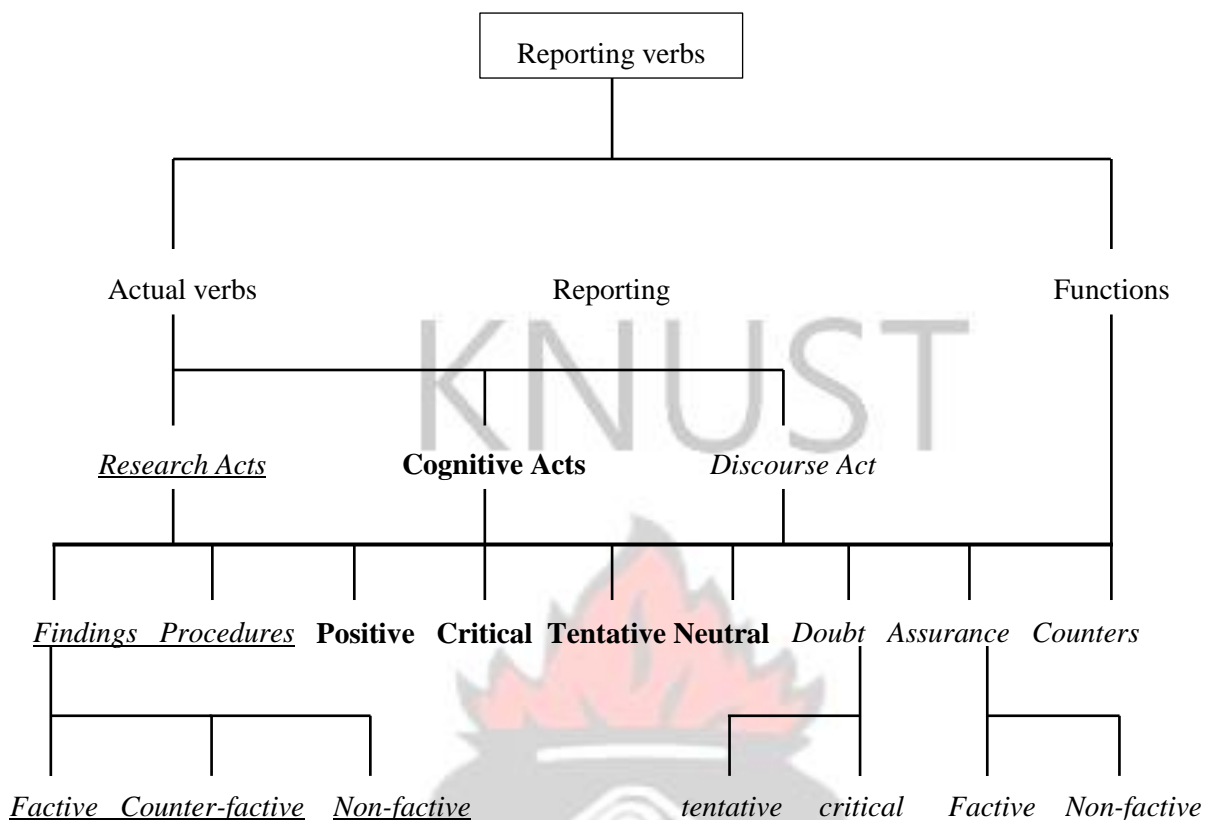 Reporting verbs
Actual verbs Reporting Functions
KNUST
Research Acts Cognitive Acts Discourse Act
Findings Procedures Positive Critical Tentative Neutral Doubt Assurance Counters
Factive Counter-factive Non-factive tentative critical Factive Non-factive